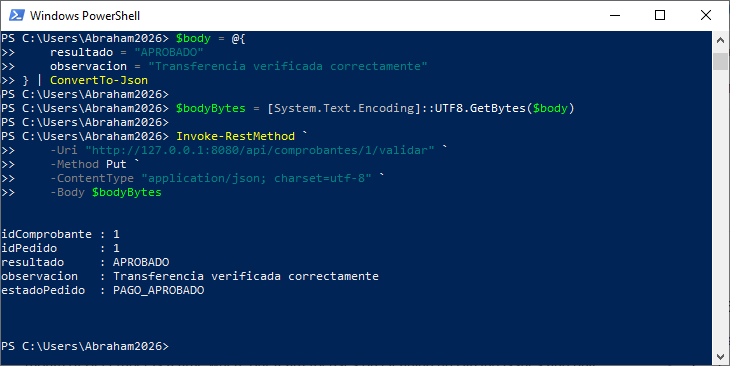 Windows PowerShell
PS C:\Users\Abraham2026> $body = @{
>>     resultado = "APROBADO"
>>     observacion = "Transferencia verificada correctamente"
>> } | ConvertTo-Json
PS C:\Users\Abraham2026>
PS C:\Users\Abraham2026> $bodyBytes = [System.Text.Encoding]::UTF8.GetBytes($body)
PS C:\Users\Abraham2026>
PS C:\Users\Abraham2026> Invoke-RestMethod `
>>     -Uri "http://127.0.0.1:8080/api/comprobantes/1/validar" `
>>     -Method Put `
>>     -ContentType "application/json; charset=utf-8" `
>>     -Body $bodyBytes
idComprobante : 1
idPedido      : 1
resultado     : APROBADO
observacion   : Transferencia verificada correctamente
estadoPedido  : PAGO_APROBADO
PS C:\Users\Abraham2026>